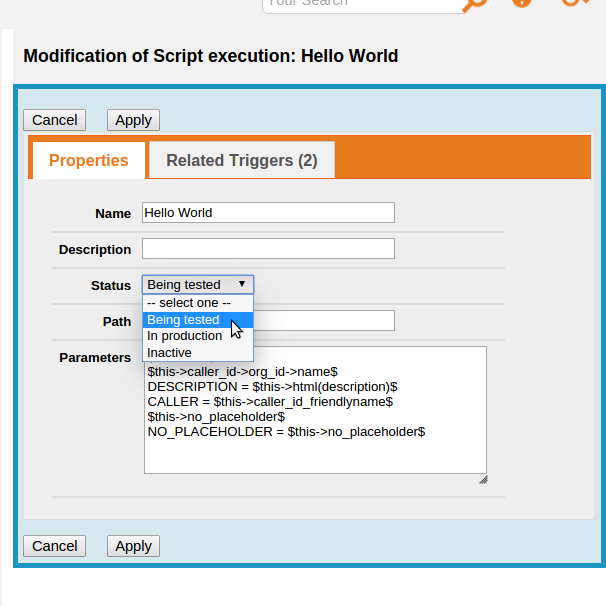 Your Search
Modification of Script execution: Hello World
Cancel Apply
Properties Related Triggers (2)
Name Hello World
Description
Status Being tested
-- select one --
Being tested
In production
Inactive
Path
Parameters
$this->caller_id->org_id->name$
DESCRIPTION = $this->html(description)$
CALLER = $this->caller_id_friendlyname$
$this->no_placeholder$
NO_PLACEHOLDER = $this->no_placeholder$
Cancel Apply